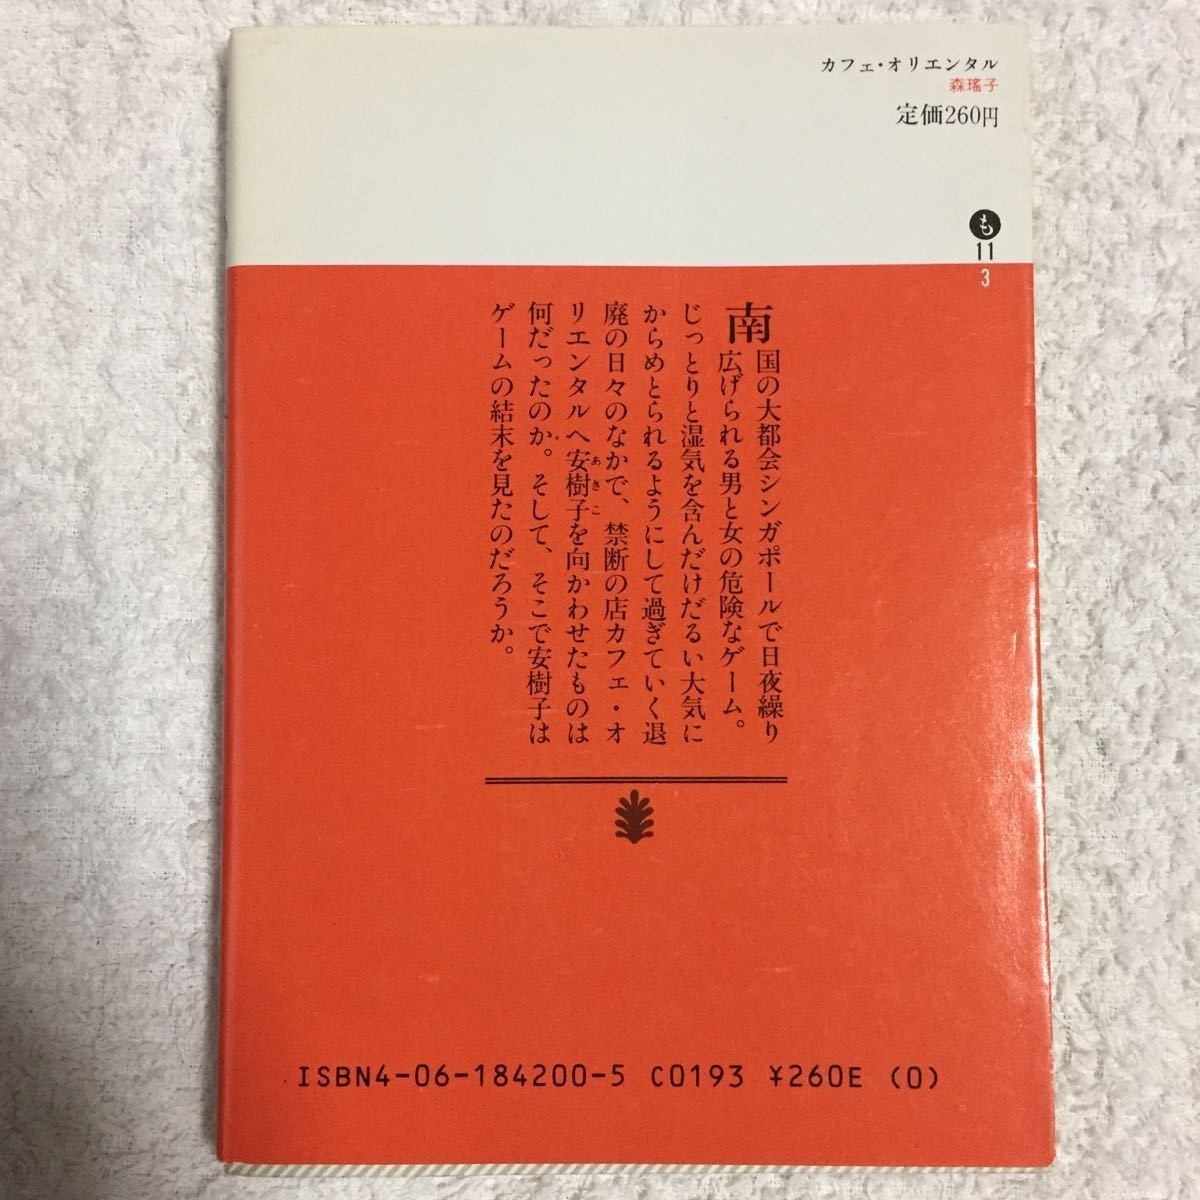 カフェ・オリエンタル
森瑤子
定価260円
も
11
3
南国の大都会シンガポールで日夜繰り
広げられる男と女の危険なゲーム。
じっとりと湿気を含んだけだるい大気に
からめとられるようにして過ぎていく退
廃の日々のなかで、禁断の店カフェ・オ
リエンタルへ安樹子を向かわせたものは
あきこ
何だったのか。そして、そこで安樹子は
ゲームの結末を見たのだろうか。
ISBN4-06-184200-5 C0193 ¥260E (0)